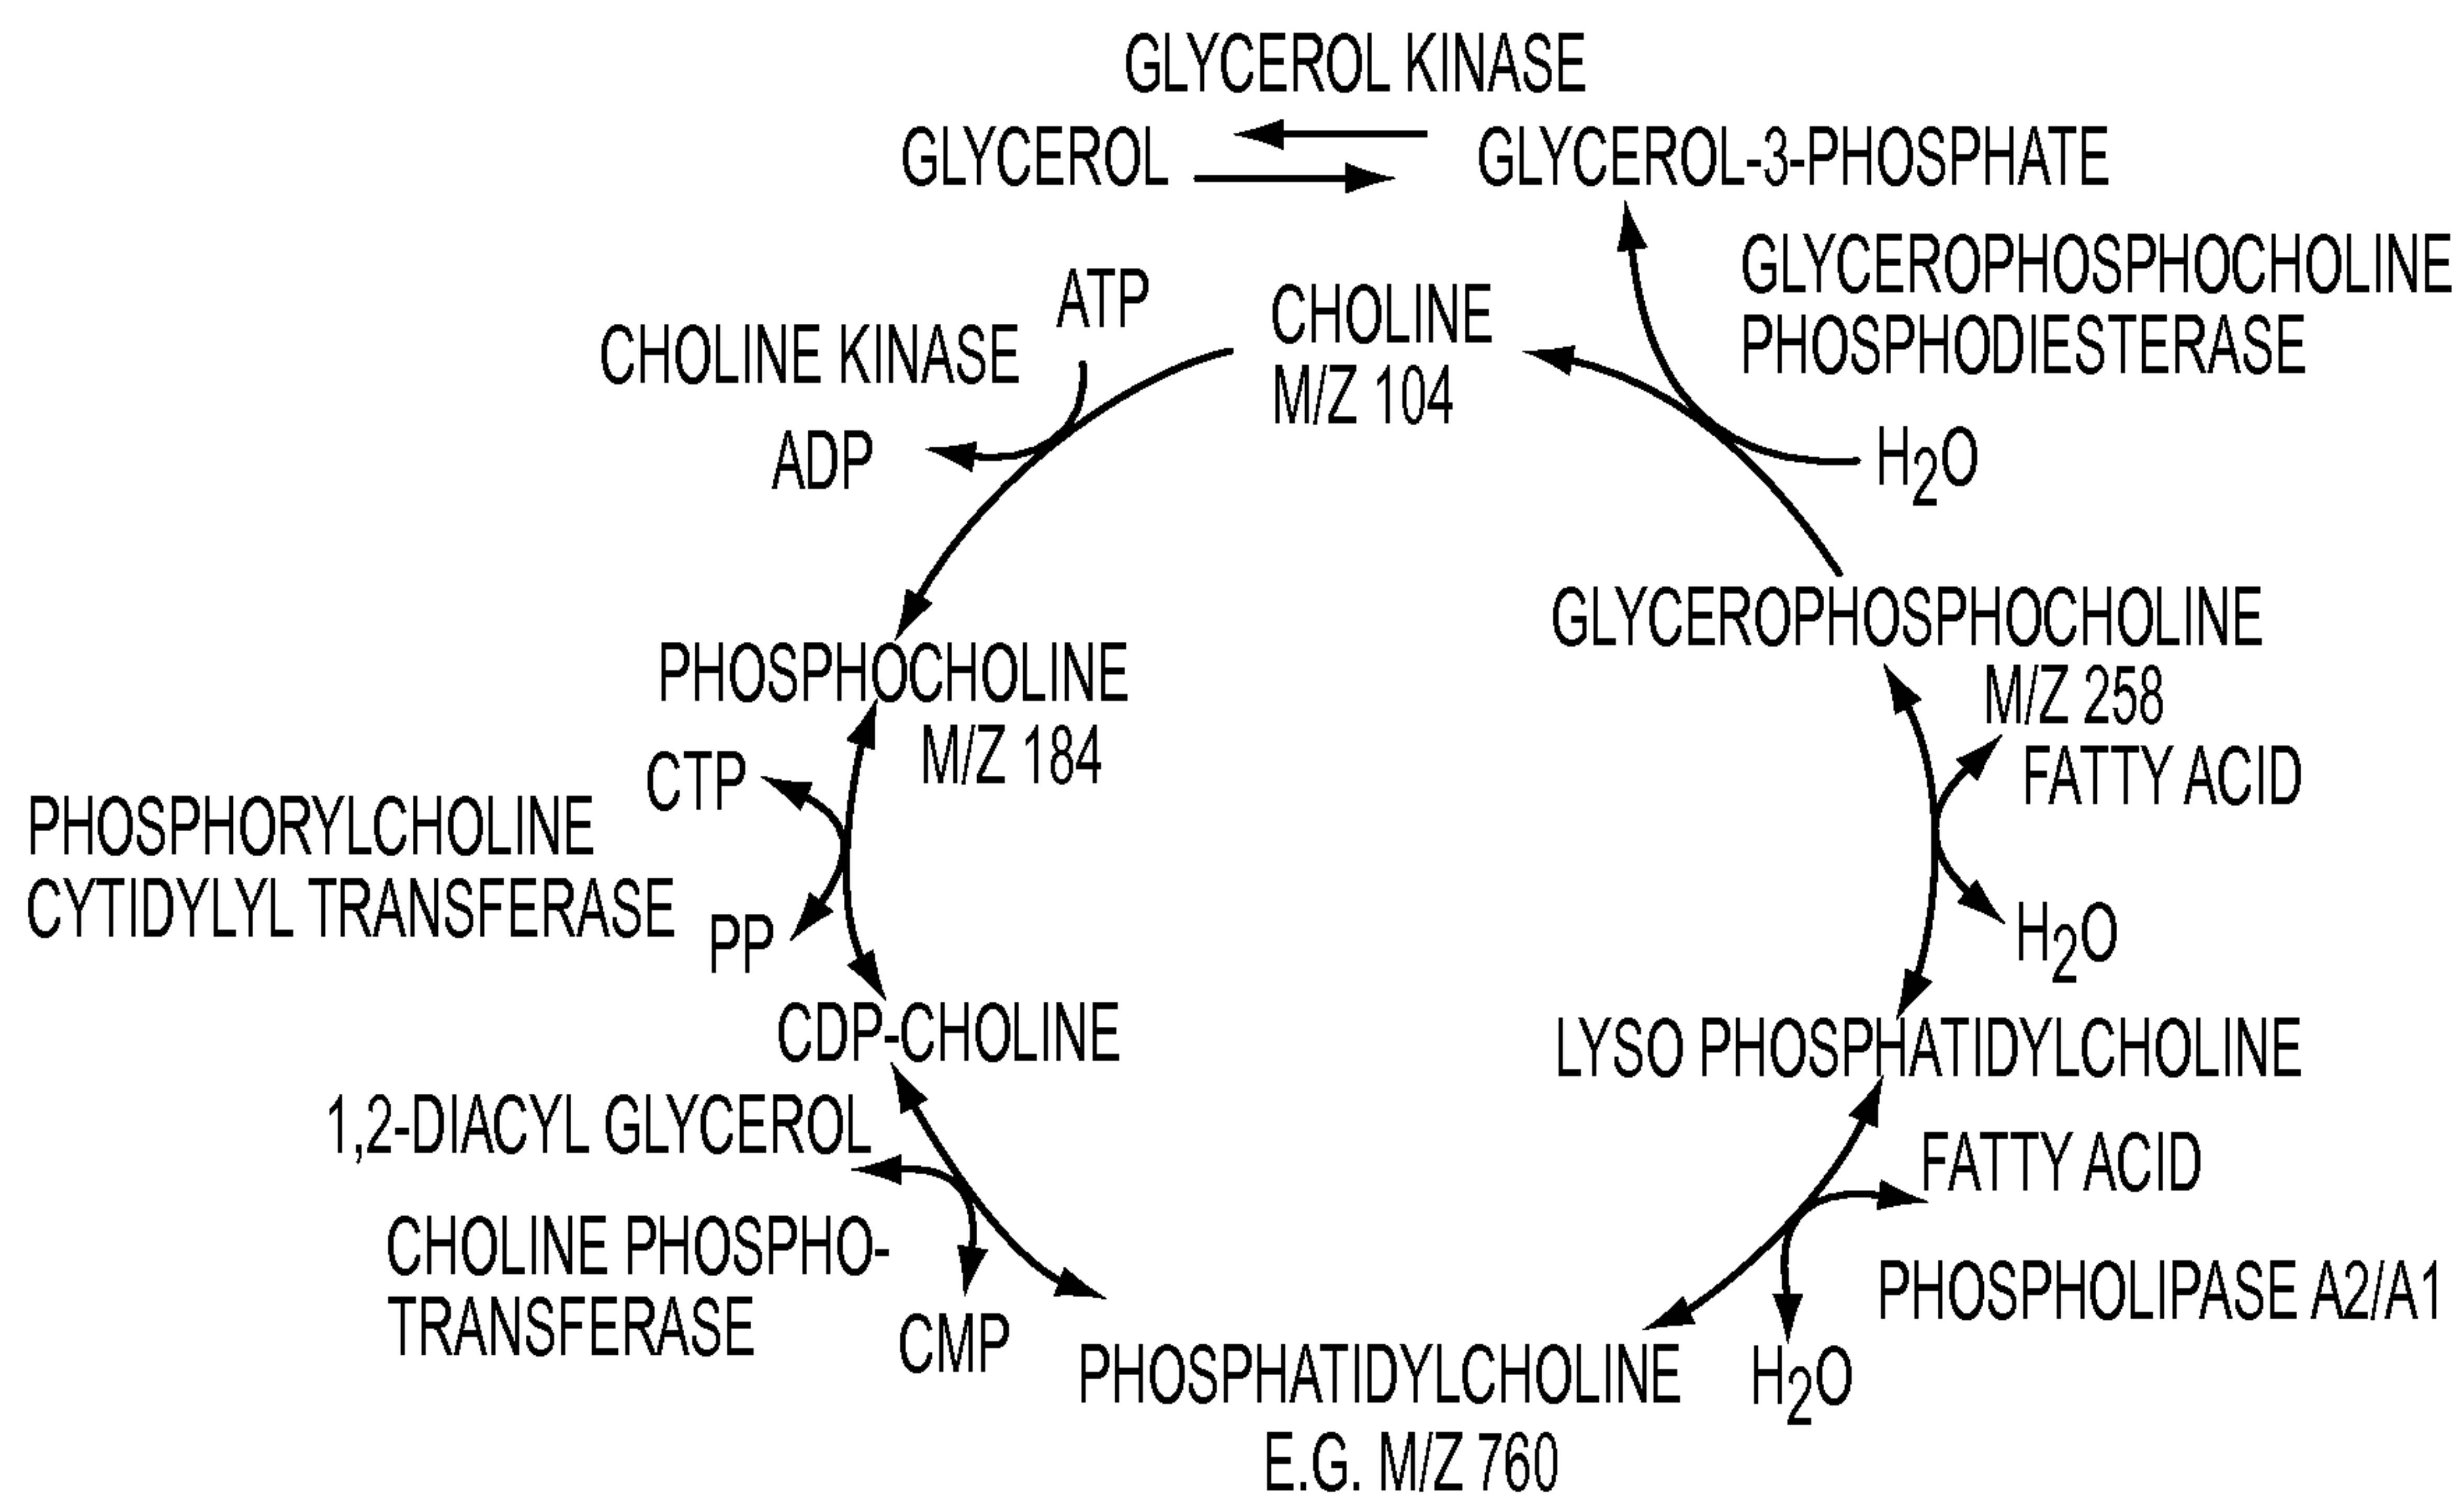 GLYCEROL KINASE
GLYCEROL
GLYCEROL-3-PHOSPHATE
GLYCEROPHOSPHOCHOLINE
PHOSPHODIESTERASE
ATP
CHOLINE
M/Z 104
CHOLINE KINASE
ADP
H2O
GLYCEROPHOSPHOCHOLINE
M/Z 258
PHOSPHOCHOLINE
M/Z 184
FATTY ACID
CTP
PHOSPHORYLCHOLINE
CYTIDYLYL TRANSFERASE
PP
H2O
CDP-CHOLINE
LYSO PHOSPHATIDYLCHOLINE
1,2-DIACYL GLYCEROL
FATTY ACID
CHOLINE PHOSPHO-
TRANSFERASE
PHOSPHOLIPASE A2/A1
CMP
PHOSPHATIDYLCHOLINE
H2O
E.G. M/Z 760